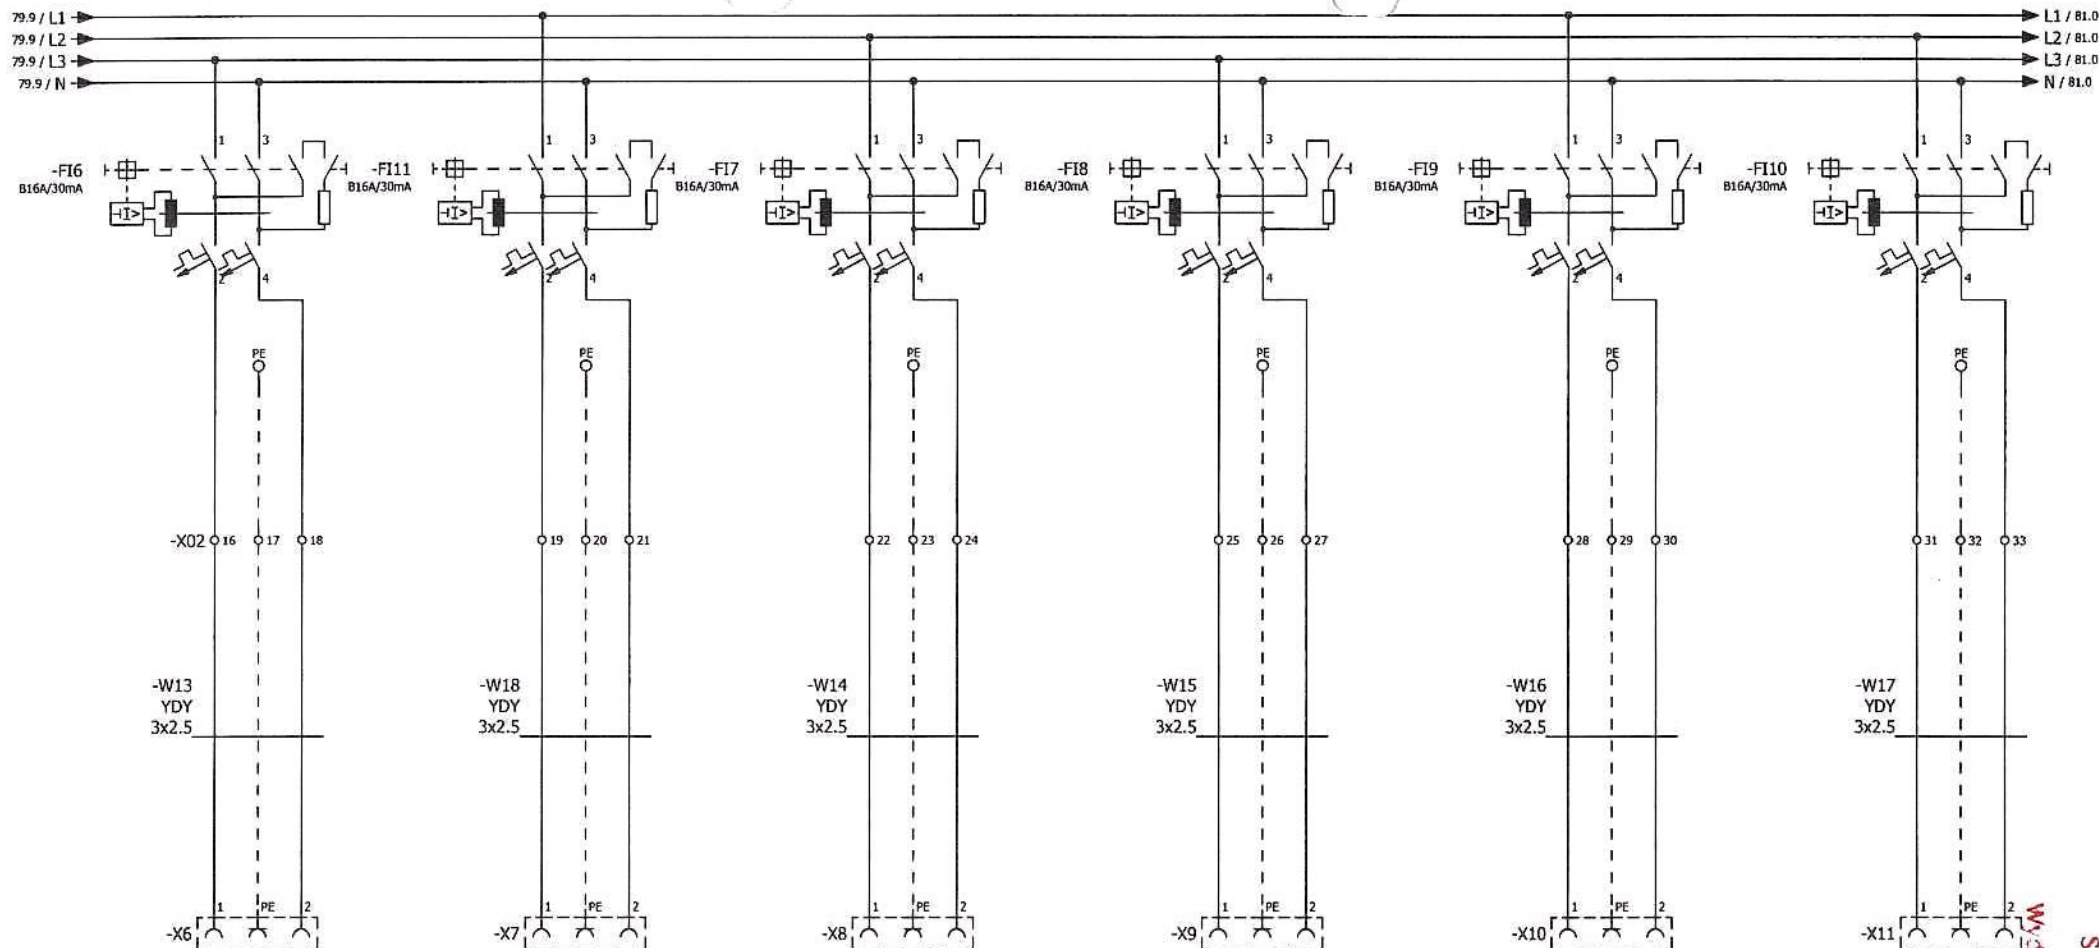 79.9 / L1
L1 / 81.0
79.9 / L2
L2 / 81.0
79.9 / L3
L3 / 81.0
79.9 / N
N / 81.0
1 3 1 3 1 3 1 3 1 3 1 3
-FI6 -FI11 -FI7 -FI8 -FI9 -FI10
B16A/30mA B16A/30mA B16A/30mA B16A/30mA B16A/30mA B16A/30mA
I> I> I> I> I> I>
2 4 2 4 2 4 2 4 2 4 2 4
PE PE PE PE PE PE
-X02 16 17 18 19 20 21 22 23 24 25 26 27 28 29 30 31 32 33
-W13 -W18 -W14 -W15 -W16 -W17
YDY YDY YDY YDY YDY YDY
3x2.5 3x2.5 3x2.5 3x2.5 3x2.5 3x2.5
1 PE 2 1 PE 2 1 PE 2 1 PE 2 1 PE 2 1 PE 2
-X6 -X7 -X8 -X9 -X10 -X11